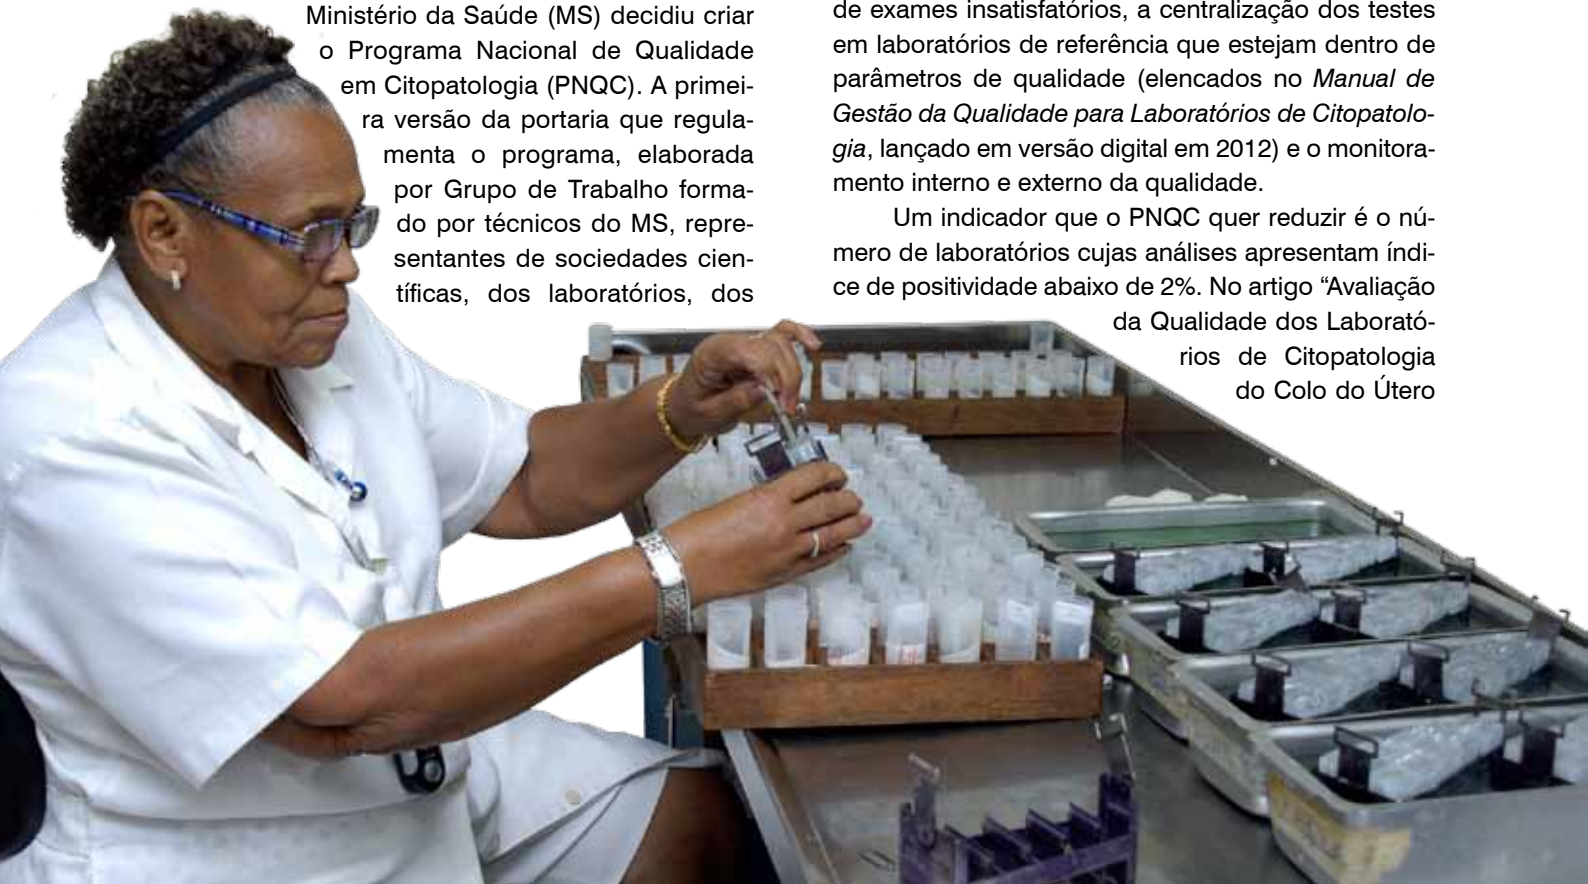 Ministério da Saúde (MS) decidiu criar
o Programa Nacional de Qualidade
em Citopatologia (PNQC). A primei-
ra versão da portaria que regula-
menta o programa, elaborada
por Grupo de Trabalho forma-
do por técnicos do MS, repre-
sentantes de sociedades cien-
tíficas, dos laboratórios, dos
de exames insatisfatórios, a centralização dos testes
em laboratórios de referência que estejam dentro de
parâmetros de qualidade (elencados no Manual de
Gestão da Qualidade para Laboratórios de Citopatolo-
gia, lançado em versão digital em 2012) e o monitora-
mento interno e externo da qualidade.
Um indicador que o PNQC quer reduzir é o nú-
mero de laboratórios cujas análises apresentam índi-
ce de positividade abaixo de 2%. No artigo “Avaliação
da Qualidade dos Laborató-
rios de Citopatologia
do Colo do Útero